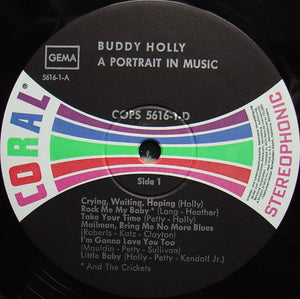 BUDDY HOLLY
A PORTRAIT IN MUSIC
GEMA
5616-1-A
COPS 5616-1-D
CORAL
STEREOPHONIC
Side 1
Crying, Waiting, Hoping (Holly)
Rock Me My Baby * (Lang - Heather)
Take Your Time (Petty - Holly)
Mailman, Bring Me No More Blues
(Roberts - Katz - Clayton)
I'm Gonna Love You Too
(Mauldin - Petty - Sullivan)
Little Baby (Holly - Petty - Kendall Jr.)
* And The Crickets